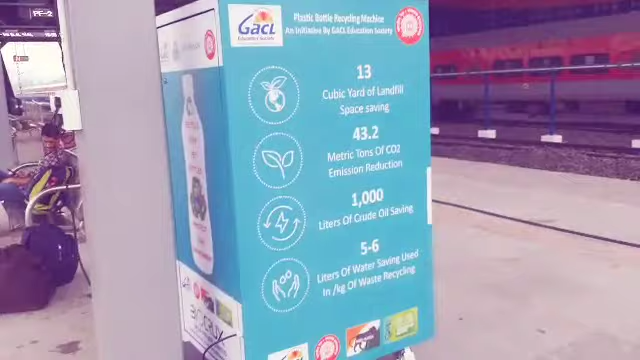 PF-2
GACL
Education Society
Plastic Bottle Recycling Machine
An Initiative By GACL Education Society
13
Cubic Yard of Landfill
Space saving
43.2
Metric Tons Of CO2
Emission Reduction
1,000
Liters Of Crude Oil Saving
5-6
Liters Of Water Saving Used
In /kg Of Waste Recycling